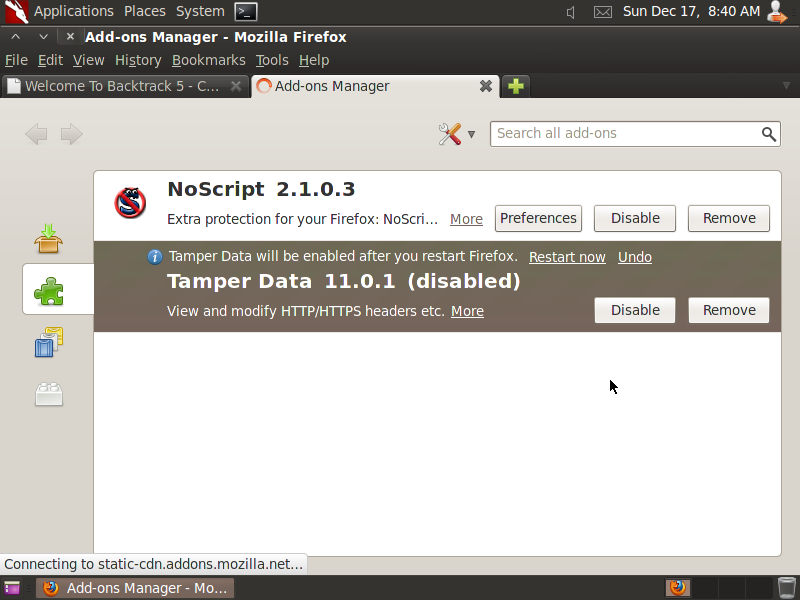 Applications Places System Sun Dec 17, 8:40 AM
Add-ons Manager - Mozilla Firefox
File Edit View History Bookmarks Tools Help
Welcome To Backtrack 5 - C... Add-ons Manager
Search all add-ons
NoScript 2.1.0.3
Extra protection for your Firefox: NoScri... More Preferences Disable Remove
Tamper Data will be enabled after you restart Firefox. Restart now Undo
Tamper Data 11.0.1 (disabled)
View and modify HTTP/HTTPS headers etc. More Disable Remove
Connecting to static-cdn.addons.mozilla.net...
Add-ons Manager - Mo...